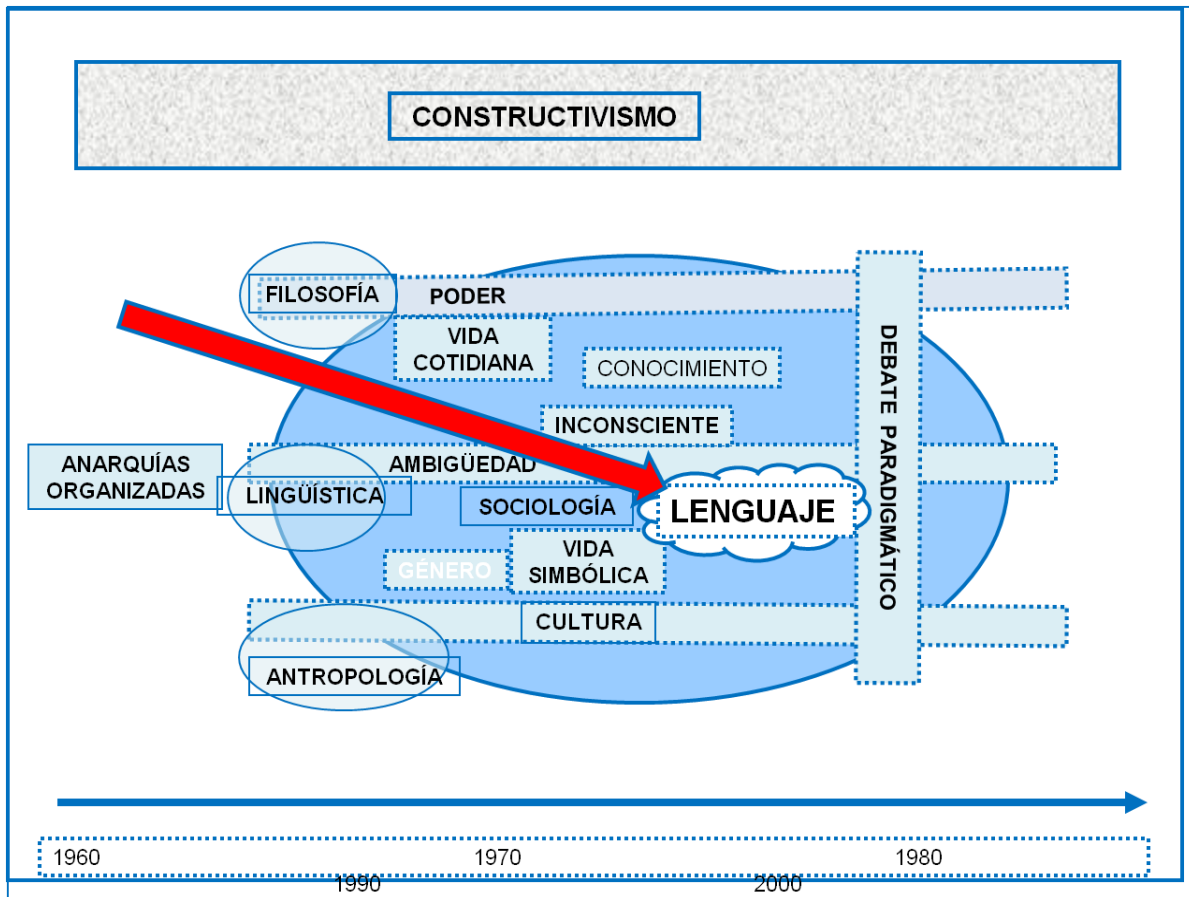 CONSTRUCTIVISMO
FILOSOFÍA
PODER
VIDA
COTIDIANA
CONOCIMIENTO
INCONSCIENTE
ANARQUÍAS
ORGANIZADAS
AMBIGÜEDAD
LINGÜÍSTICA
SOCIOLOGÍA
LENGUAJE
DEBATE PARADIGMÁTICO
GÉNERO
VIDA
SIMBÓLICA
CULTURA
ANTROPOLOGÍA
1960 1970 1980
1990 2000